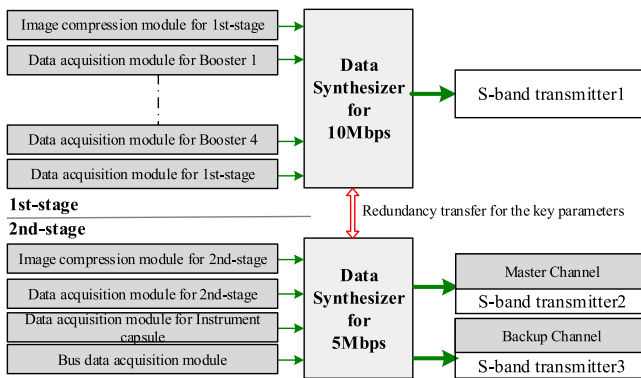 Image compression module for 1st-stage
Data acquisition module for Booster 1
Data acquisition module for Booster 4
Data acquisition module for 1st-stage
Data
Synthesizer
for
10Mbps
S-band transmitter1
1st-stage
2nd-stage
Redundancy transfer for the key parameters
Image compression module for 2nd-stage
Data acquisition module for 2nd-stage
Data acquisition module for Instrument
capsule
Bus data acquisition module
Data
Synthesizer
for
5Mbps
Master Channel
S-band transmitter2
Backup Channel
S-band transmitter3